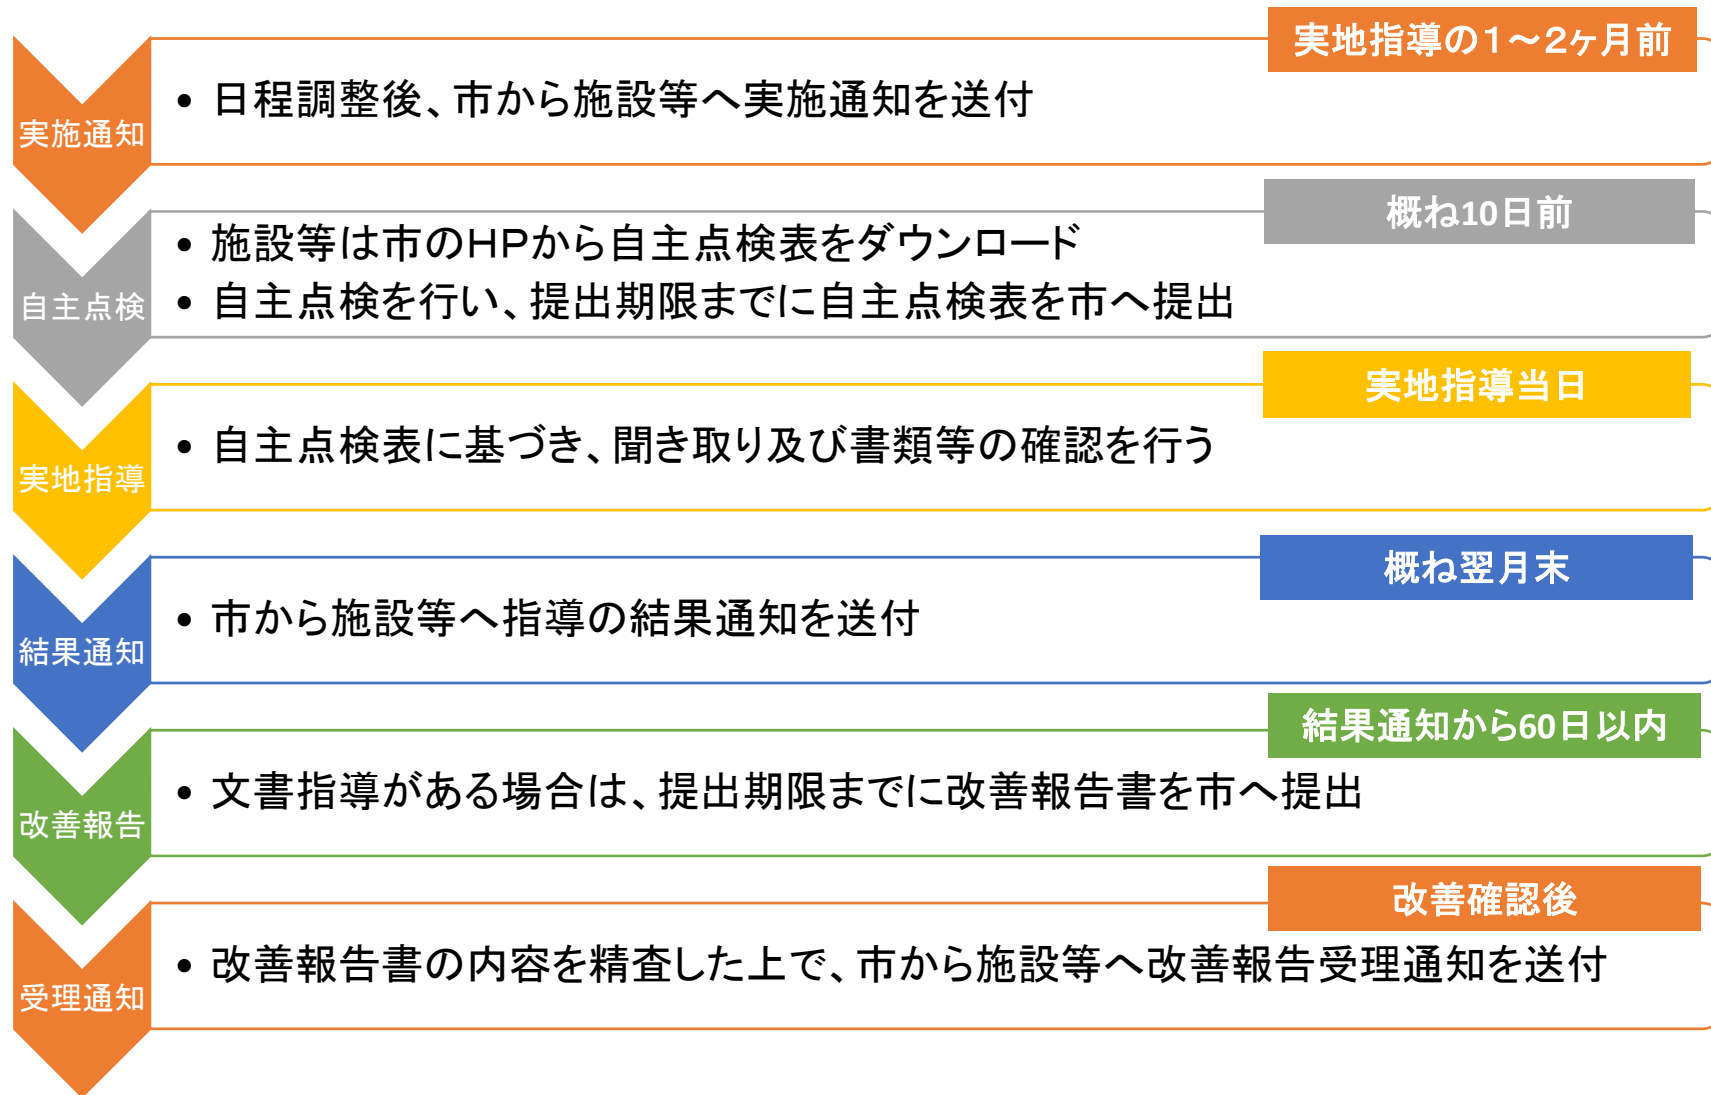 実地指導の１～２ヶ月前
• 日程調整後、市から施設等へ実施通知を送付
実施通知
概ね10日前
• 施設等は市のＨＰから自主点検表をダウンロード
• 自主点検を行い、提出期限までに自主点検表を市へ提出
自主点検
実地指導当日
• 自主点検表に基づき、聞き取り及び書類等の確認を行う
実地指導
概ね翌月末
• 市から施設等へ指導の結果通知を送付
結果通知
結果通知から60日以内
• 文書指導がある場合は、提出期限までに改善報告書を市へ提出
改善報告
改善確認後
• 改善報告書の内容を精査した上で、市から施設等へ改善報告受理通知を送付
受理通知